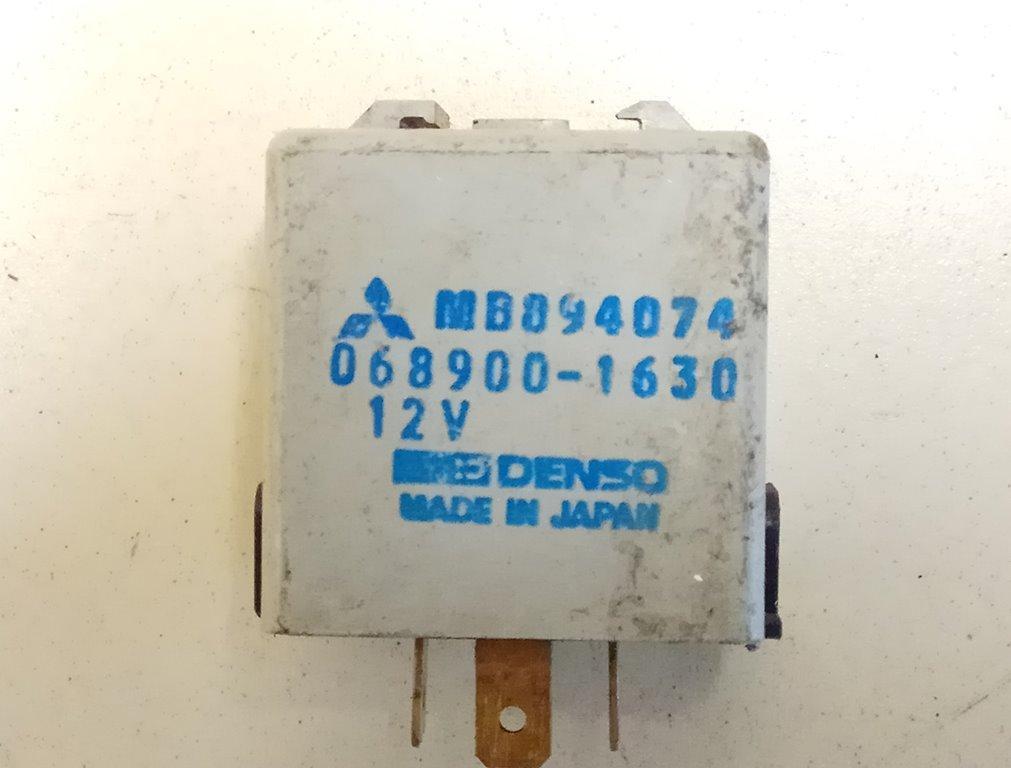 MB894074
068900-1630
12V
DENSO
MADE IN JAPAN